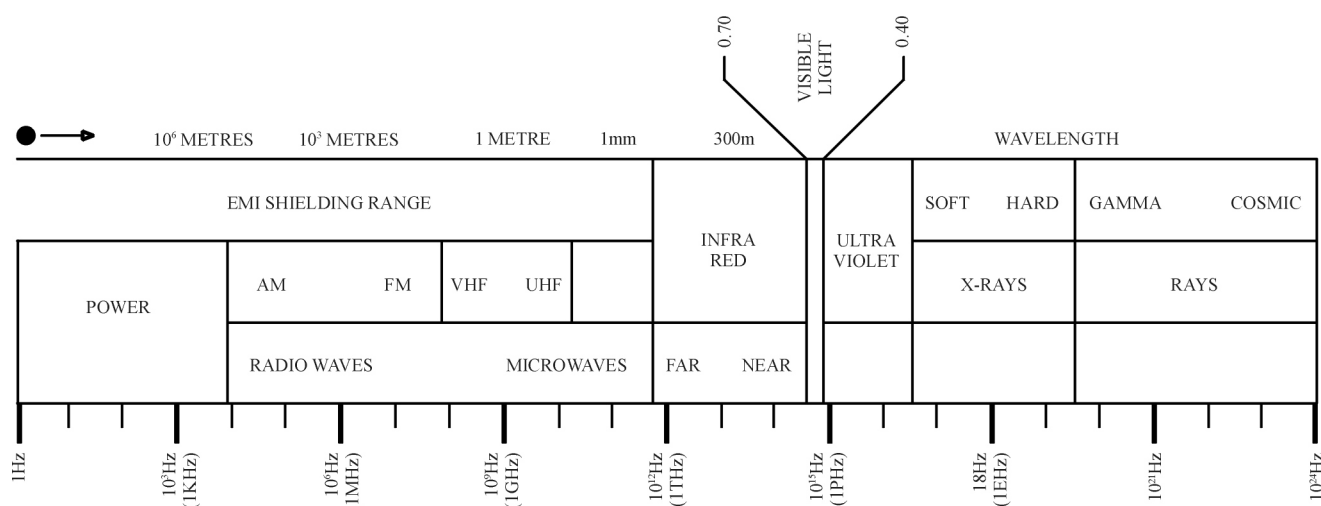 0.70
VISIBLE
LIGHT
0.40
10⁶ METRES 10³ METRES 1 METRE 1mm 300m WAVELENGTH
EMI SHIELDING RANGE
SOFT HARD GAMMA COSMIC
INFRA
RED
ULTRA
VIOLET
AM FM VHF UHF
X-RAYS RAYS
POWER
RADIO WAVES MICROWAVES FAR NEAR
1Hz
10³Hz
(1KHz)
10⁶Hz
1MHz)
10⁹Hz
(1GHz)
10¹²Hz
(1THz)
10¹⁵Hz
(1PHz)
18Hz
(1EHz)
10²¹Hz
10²⁴Hz